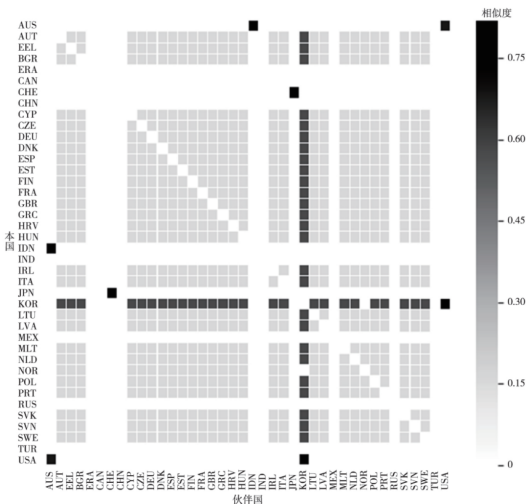 相似度
AUS
AUT
EEL
BGR
ERA
CAN
CHE
CHN
CYP
CZE
DEU
DNK
ESP
EST
FIN
FRA
GBR
GRC
HRV
HUN
IDN
IND
IRL
ITA
JPN
KOR
LTU
LVA
MEX
MLT
NLD
NOR
POL
PRT
RUS
SVK
SVN
SWE
TUR
USA
本国
0.75
0.60
0.45
0.30
0.15
0
AUS AUT EEL BGR ERA CAN CHE CHN CYP CZE DEU DNK ESP EST FIN FRA GBR GRC HRV HUN IDN IND IRL ITA JPN KOR LTU LVA MEX MLT NLD NOR POL PRT RUS SVK SVN SWE TUR USA
伙伴国